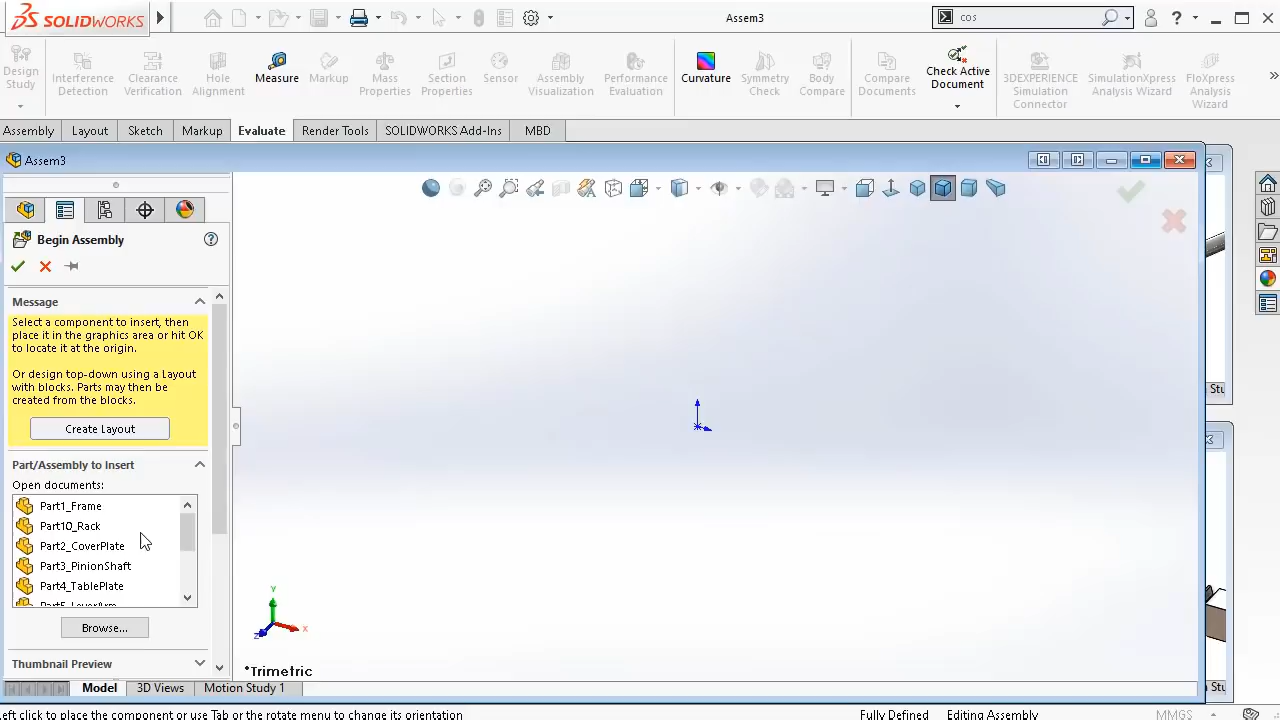 SOLIDWORKS
Assem3
cos
Design Study
Interference Detection
Clearance Verification
Hole Alignment
Measure
Markup
Mass Properties
Section Properties
Sensor
Assembly Visualization
Performance Evaluation
Curvature
Symmetry Check
Body Compare
Compare Documents
Check Active Document
3DEXPERIENCE Simulation Connector
SimulationXpress Analysis Wizard
FloXpress Analysis Wizard
Assembly
Layout
Sketch
Markup
Evaluate
Render Tools
SOLIDWORKS Add-Ins
MBD
Assem3
Begin Assembly
Message
Select a component to insert, then
place it in the graphics area or hit OK
to locate it at the origin.
Or design top-down using a Layout
with blocks. Parts may then be
created from the blocks.
Create Layout
Part/Assembly to Insert
Open documents:
Part1_Frame
Part10_Rack
Part2_CoverPlate
Part3_PinionShaft
Part4_TablePlate
Browse...
Thumbnail Preview
Y
X
Z
*Trimetric
Stu
Stu
Model
3D Views
Motion Study 1
eft click to place the component or use Tab or the rotate menu to change its orientation
Fully Defined
Editing Assembly
MMGS